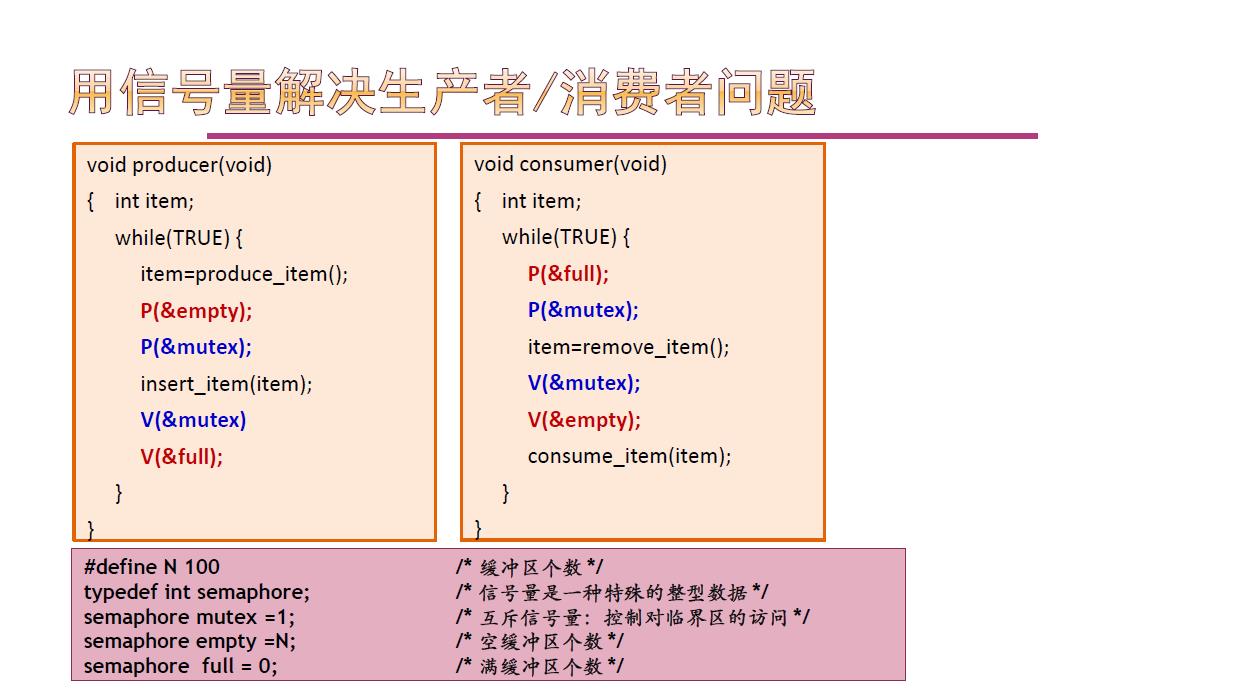 用信号量解决生产者/消费者问题
void producer(void)
{ int item;
while(TRUE) {
item=produce_item();
P(&empty);
P(&mutex);
insert_item(item);
V(&mutex)
V(&full);
}
}
void consumer(void)
{ int item;
while(TRUE) {
P(&full);
P(&mutex);
item=remove_item();
V(&mutex);
V(&empty);
consume_item(item);
}
}
#define N 100 /* 缓冲区个数 */
typedef int semaphore; /* 信号量是一种特殊的整型数据 */
semaphore mutex =1; /* 互斥信号量：控制对临界区的访问 */
semaphore empty =N; /* 空缓冲区个数 */
semaphore full = 0; /* 满缓冲区个数 */